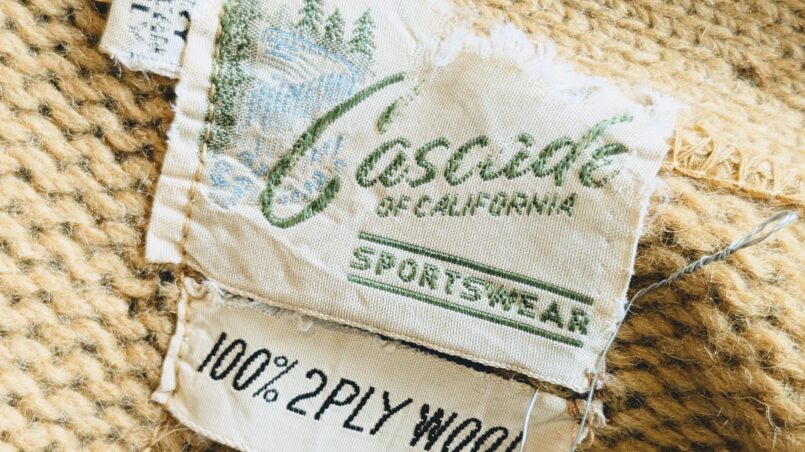 Cascade
OF CALIFORNIA
SPORTSWEAR
100% 2PLY WOOL